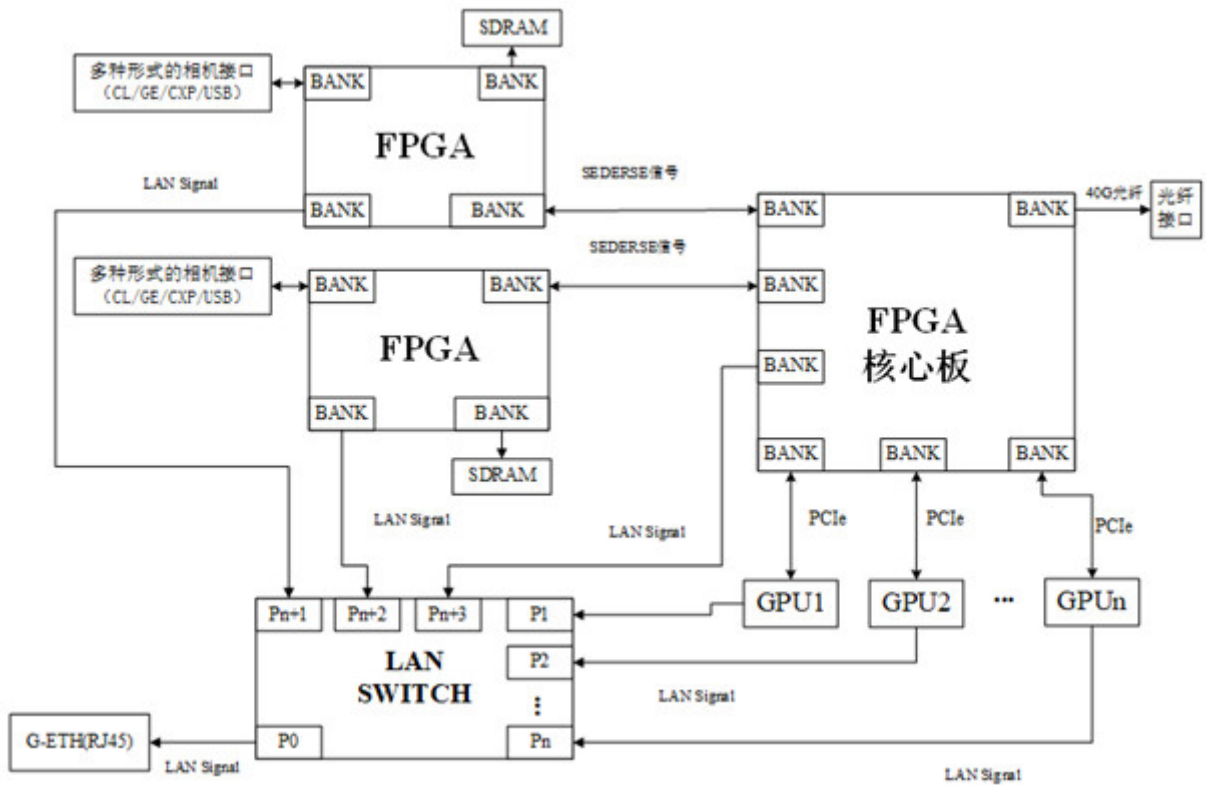 SDRAM
多种形式的相机接口
（CL/GE/CXP/USB）
BANK
BANK
FPGA
LAN Signal
BANK
BANK
SEDERSE信号
BANK
BANK
40G光纤
光纤
接口
SEDERSE信号
多种形式的相机接口
（CL/GE/CXP/USB）
BANK
BANK
BANK
FPGA
FPGA
核心板
BANK
BANK
BANK
SDRAM
BANK
BANK
BANK
LAN Signal
LAN Signal
PCIe
PCIe
PCIe
GPU1
GPU2
...
GPUn
Pn+1
Pn+2
Pn+3
P1
LAN
SWITCH
P2
⋮
LAN Signal
G-ETH(RJ45)
P0
Pn
LAN Signal
LAN Signal